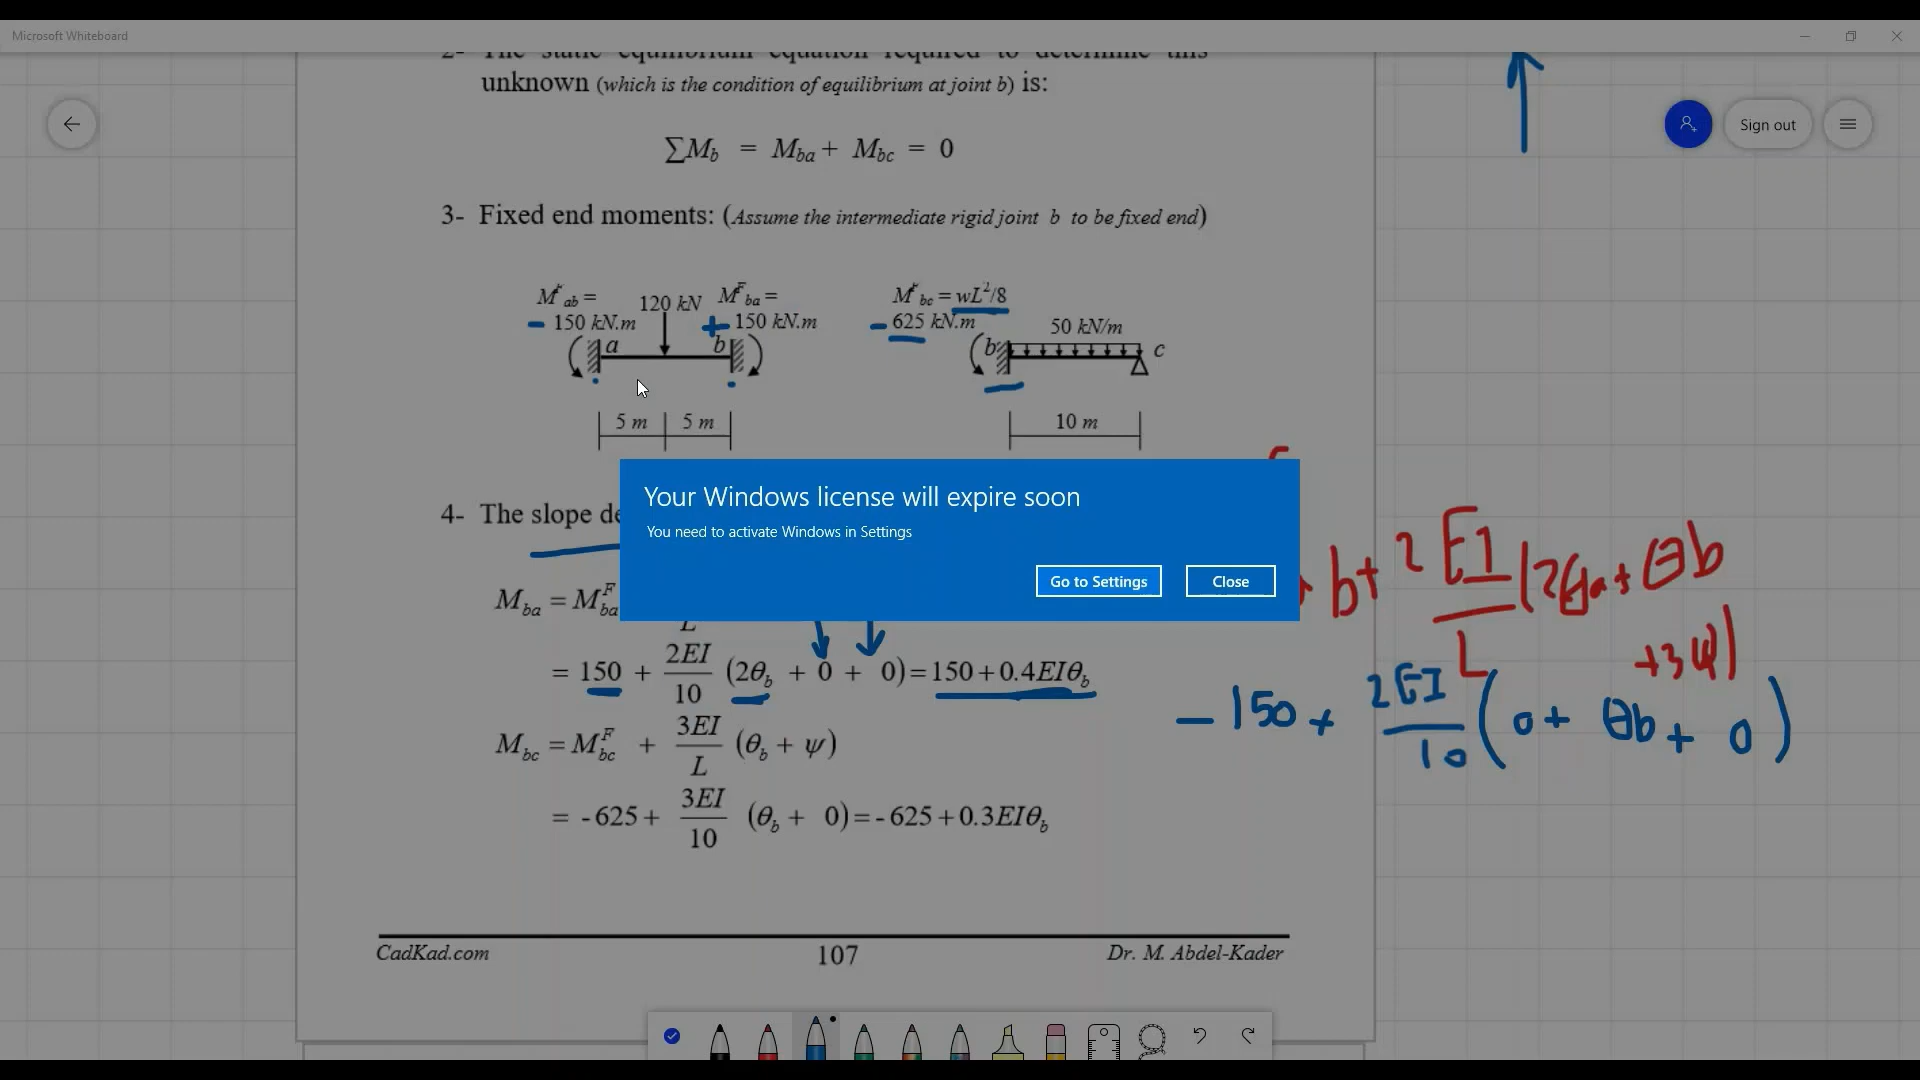 Microsoft Whiteboard
2- The static equilibrium equation required to determine this
unknown (which is the condition of equilibrium at joint b) is:
∑M_b = M_ba + M_bc = 0
Sign out
3- Fixed end moments: (Assume the intermediate rigid joint b to be fixed end)
M^F_ab = 120 kN M^F_ba = M^F_bc = wL²/8
- 150 kN.m + 150 kN.m - 625 kN.m 50 kN/m
a b b c
5 m 5 m 10 m
Your Windows license will expire soon
You need to activate Windows in Settings
Go to Settings Close
4- The slope de
M_ba = M^F_ba
L
= 150 + 2EI/10 (2θ_b + 0 + 0) = 150 + 0.4EIθ_b
M_bc = M^F_bc + 3EI/L (θ_b + ψ)
= - 625 + 3EI/10 (θ_b + 0) = - 625 + 0.3EIθ_b
b + 2EI/L (2θa + θb
+3ψ)
- 150 + 2EI/10 (0 + θb + 0)
CadKad.com 107 Dr. M. Abdel-Kader